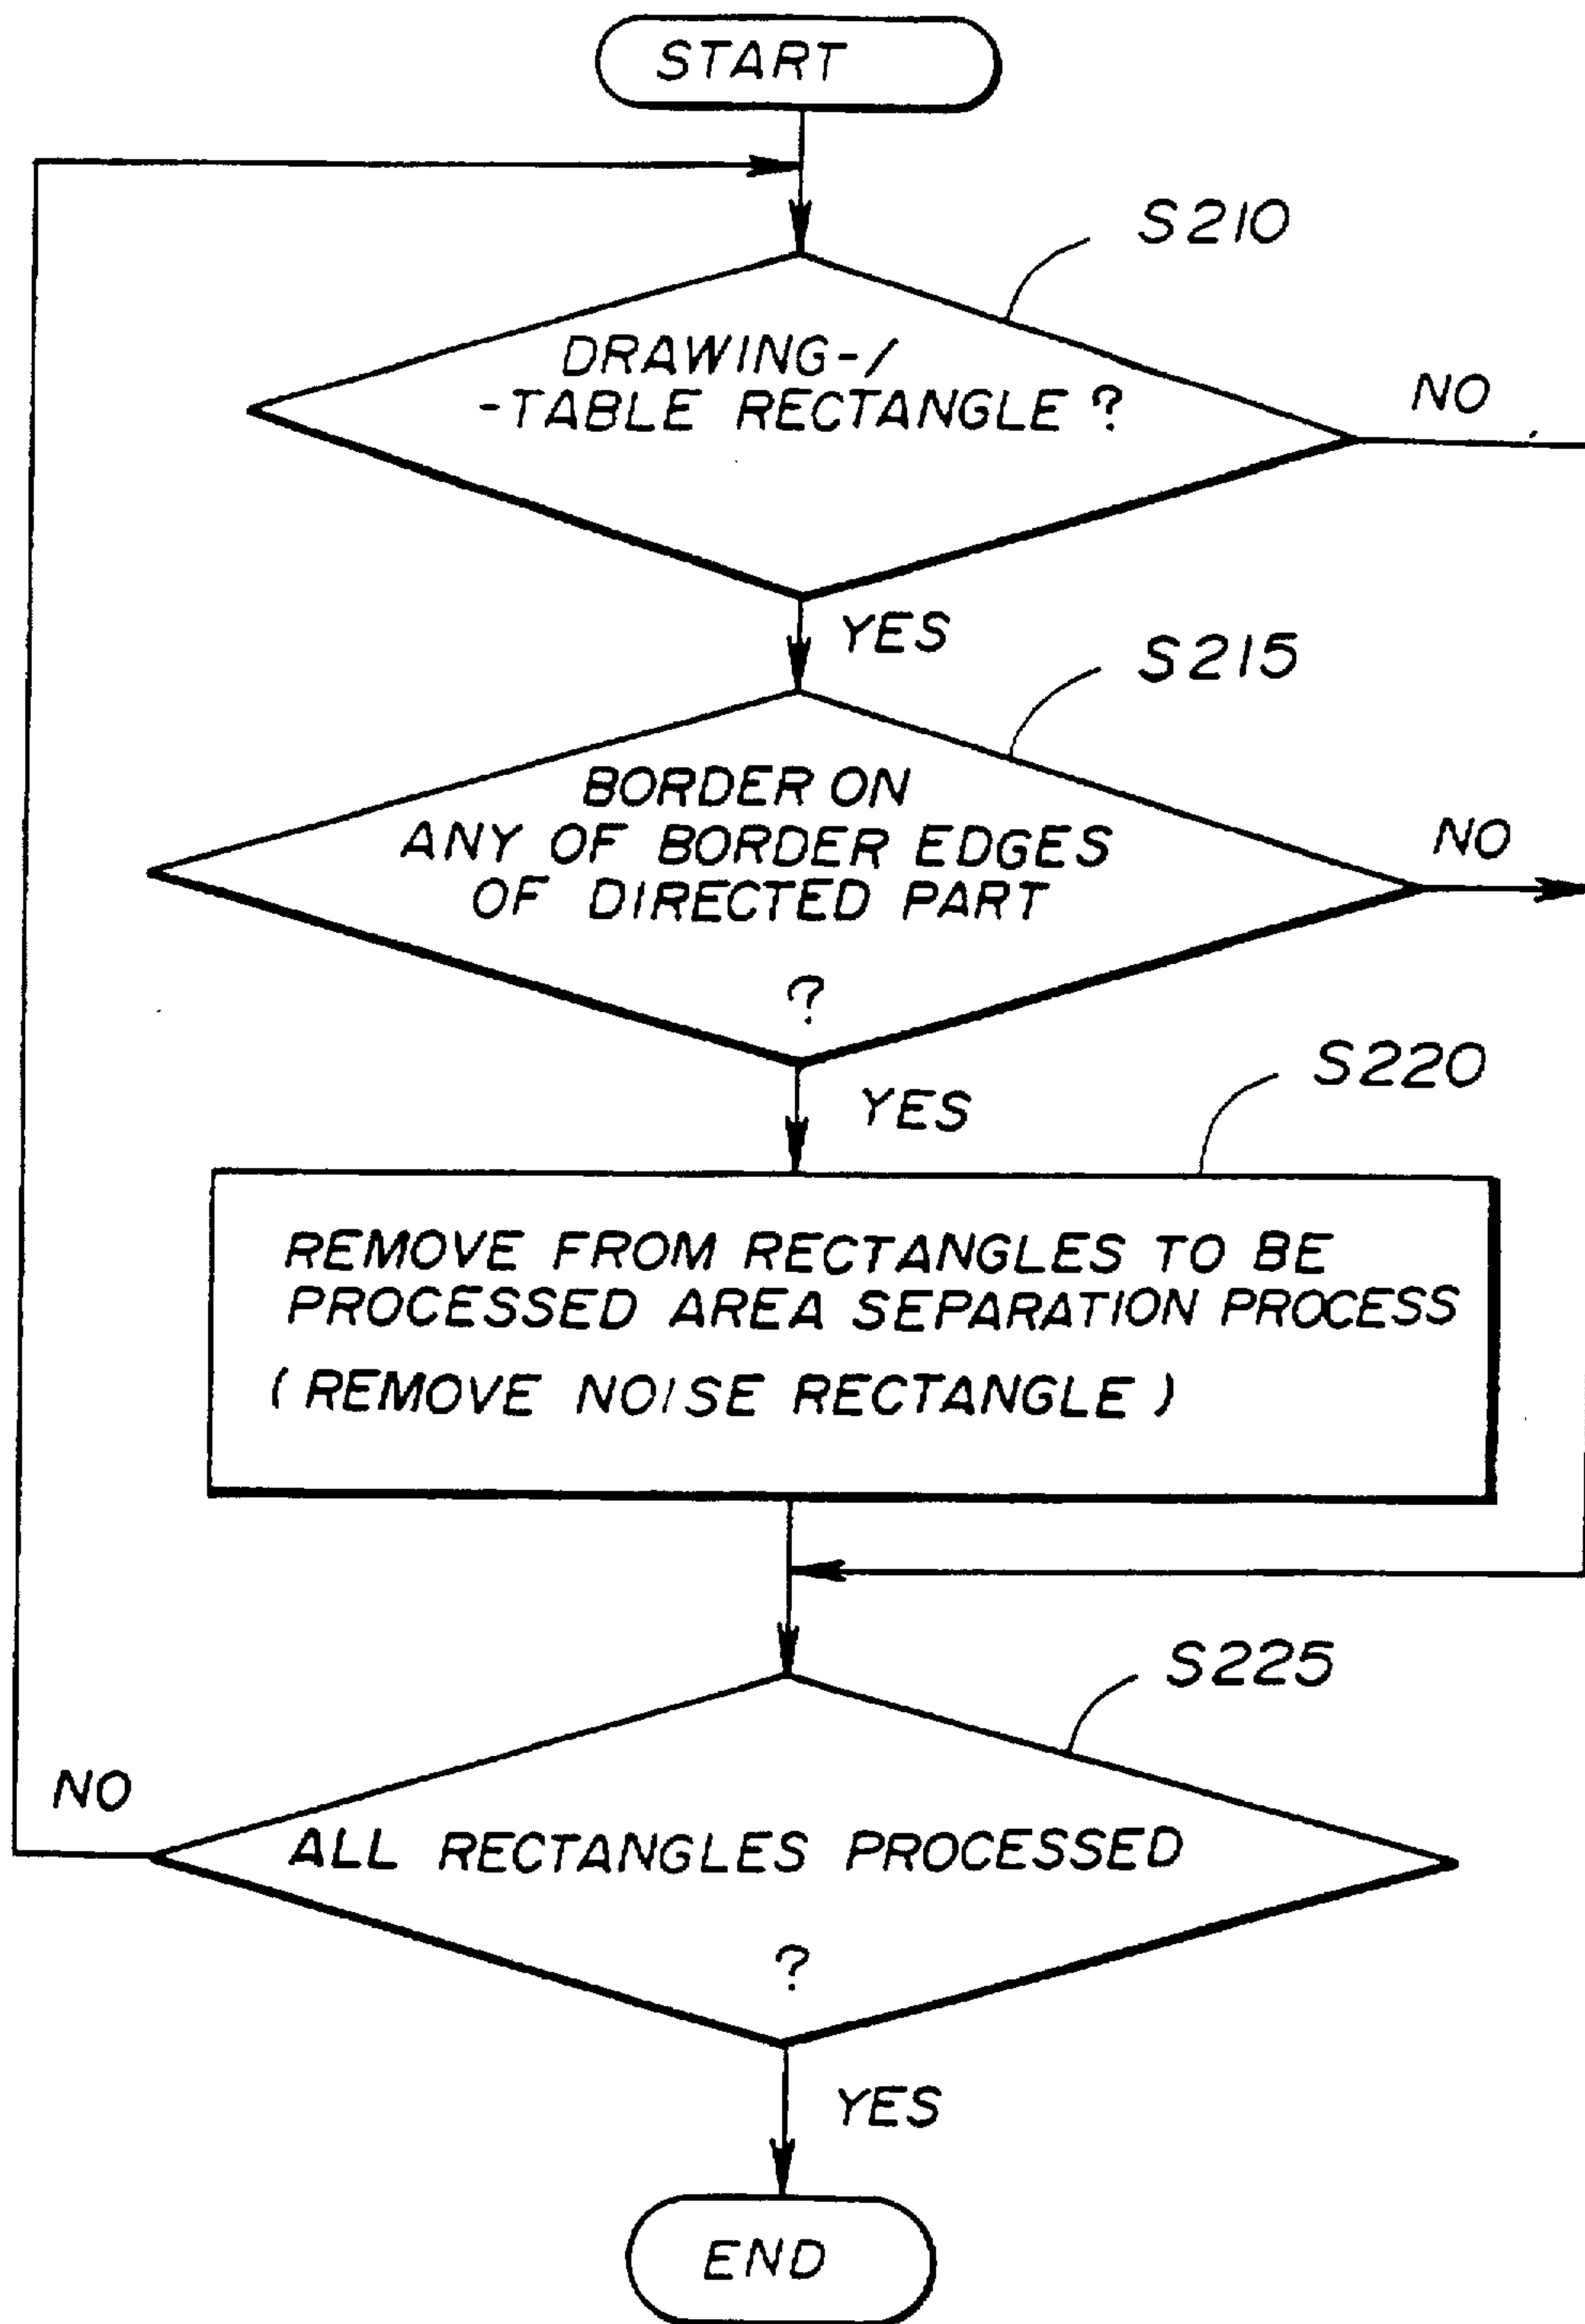 START
S210
DRAWING-/
-TABLE RECTANGLE ?
NO
YES
S215
BORDER ON
ANY OF BORDER EDGES
OF DIRECTED PART
?
NO
YES
S220
REMOVE FROM RECTANGLES TO BE
PROCESSED AREA SEPARATION PROCESS
( REMOVE NOISE RECTANGLE )
S225
NO
ALL RECTANGLES PROCESSED
?
YES
END